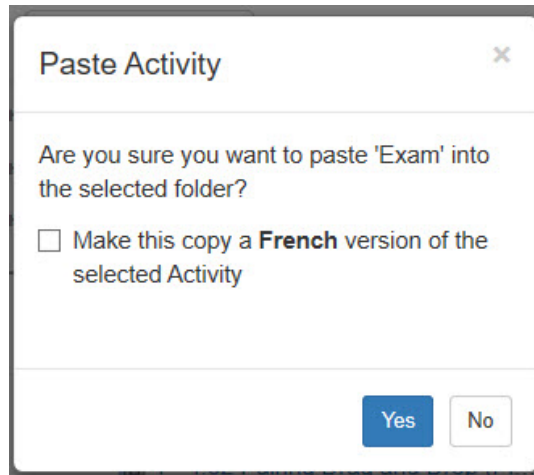 Paste Activity
×
Are you sure you want to paste 'Exam' into
the selected folder?
Make this copy a French version of the
selected Activity
Yes
No